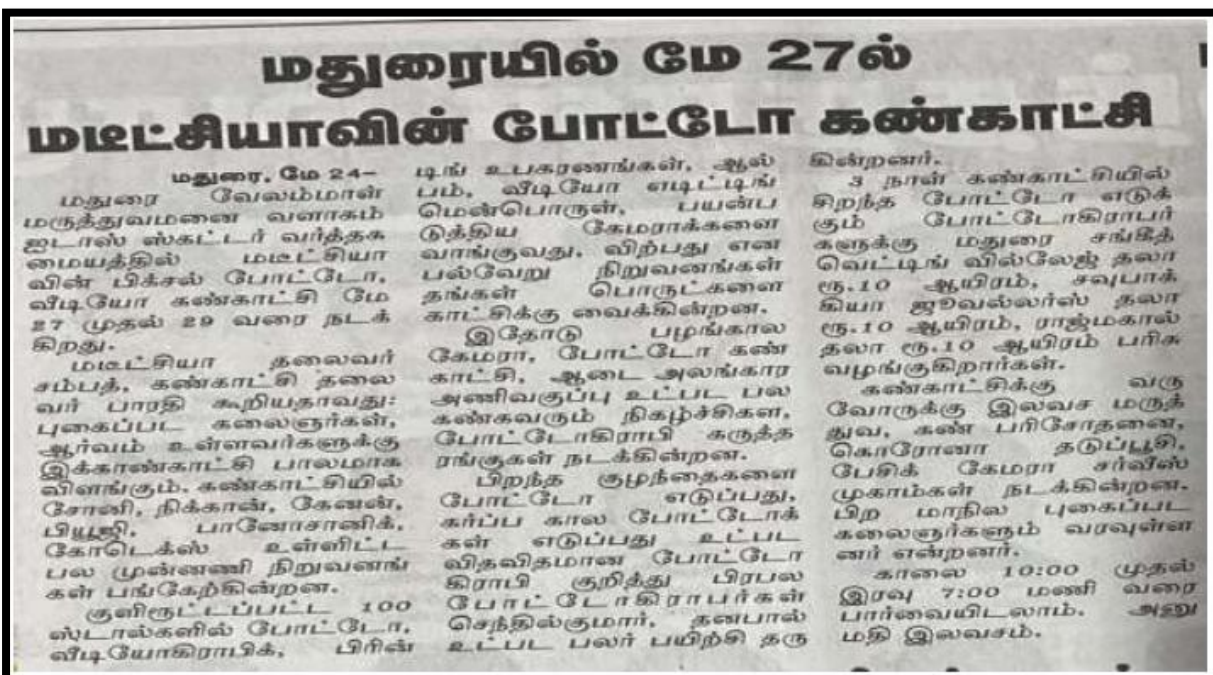 மதுரையில் மே 27ல்
மடீட்சியாவின் போட்டோ கண்காட்சி
மதுரை, மே 24–
மதுரை வேலம்மாள்
மருத்துவமனை வளாகம்
ஐடாஸ் ஸ்கட்டர் வர்த்தக
மையத்தில் மடீட்சியா
வின் பிக்சல் போட்டோ,
வீடியோ கண்காட்சி மே
27 முதல் 29 வரை நடக்
கிறது.
மடீட்சியா தலைவர்
சம்பத், கண்காட்சி தலை
வர் பாரதி கூறியதாவது:
புகைப்பட கலைஞர்கள்,
ஆர்வம் உள்ளவர்களுக்கு
இக்காண்காட்சி பாலமாக
விளங்கும். கண்காட்சியில்
சோனி, நிக்கான், கேனன்,
பியூஜி, பானோசானிக்,
கோடெக்ஸ் உள்ளிட்ட
பல முன்னணி நிறுவனங்
கள் பங்கேற்கின்றன.
குளிரூட்டப்பட்ட 100
ஸ்டால்களில் போட்டோ,
வீடியோகிராபிக், பிரின்
டிங் உபகரணங்கள், ஆல்
பம், வீடியோ எடிட்டிங்
மென்பொருள், பயன்ப
டுத்திய கேமராக்களை
வாங்குவது, விற்பது என
பல்வேறு நிறுவனங்கள்
தங்கள் பொருட்களை
காட்சிக்கு வைக்கின்றன.
இதோடு பழங்கால
கேமரா, போட்டோ கண்
காட்சி, ஆடை அலங்கார
அணிவகுப்பு உட்பட பல
கண்கவரும் நிகழ்ச்சிகள,
போட்டோகிராபி கருத்த
ரங்குகள் நடக்கின்றன.
பிறந்த குழந்தைகளை
போட்டோ எடுப்பது,
கர்ப்ப கால போட்டோக்
கள் எடுப்பது உட்பட
விதவிதமான போட்டோ
கிராபி குறித்து பிரபல
போட்டோகிராபர்கள்
செந்தில்குமார், தனபால்
உட்பட பலர் பயிற்சி தரு
கின்றனர்.
3 நாள் கண்காட்சியில்
சிறந்த போட்டோ எடுக்
கும் போட்டோகிராபர்
களுக்கு மதுரை சங்கீத்
வெட்டிங் வில்லேஜ் தலா
ரூ.10 ஆயிரம், சவுபாக்
கியா ஜூவல்லர்ஸ் தலா
ரூ.10 ஆயிரம், ராஜ்மகால்
தலா ரூ.10 ஆயிரம் பரிசு
வழங்குகிறார்கள்.
கண்காட்சிக்கு வரு
வோருக்கு இலவச மருத்
துவ, கண் பரிசோதனை,
கொரோனா தடுப்பூசி,
பேசிக் கேமரா சர்வீஸ்
முகாம்கள் நடக்கின்றன.
பிற மாநில புகைப்பட
கலைஞர்களும் வரவுள்ள
னர் என்றனர்.
காலை 10:00 முதல்
இரவு 7:00 மணி வரை
பார்வையிடலாம். அனு
மதி இலவசம்.